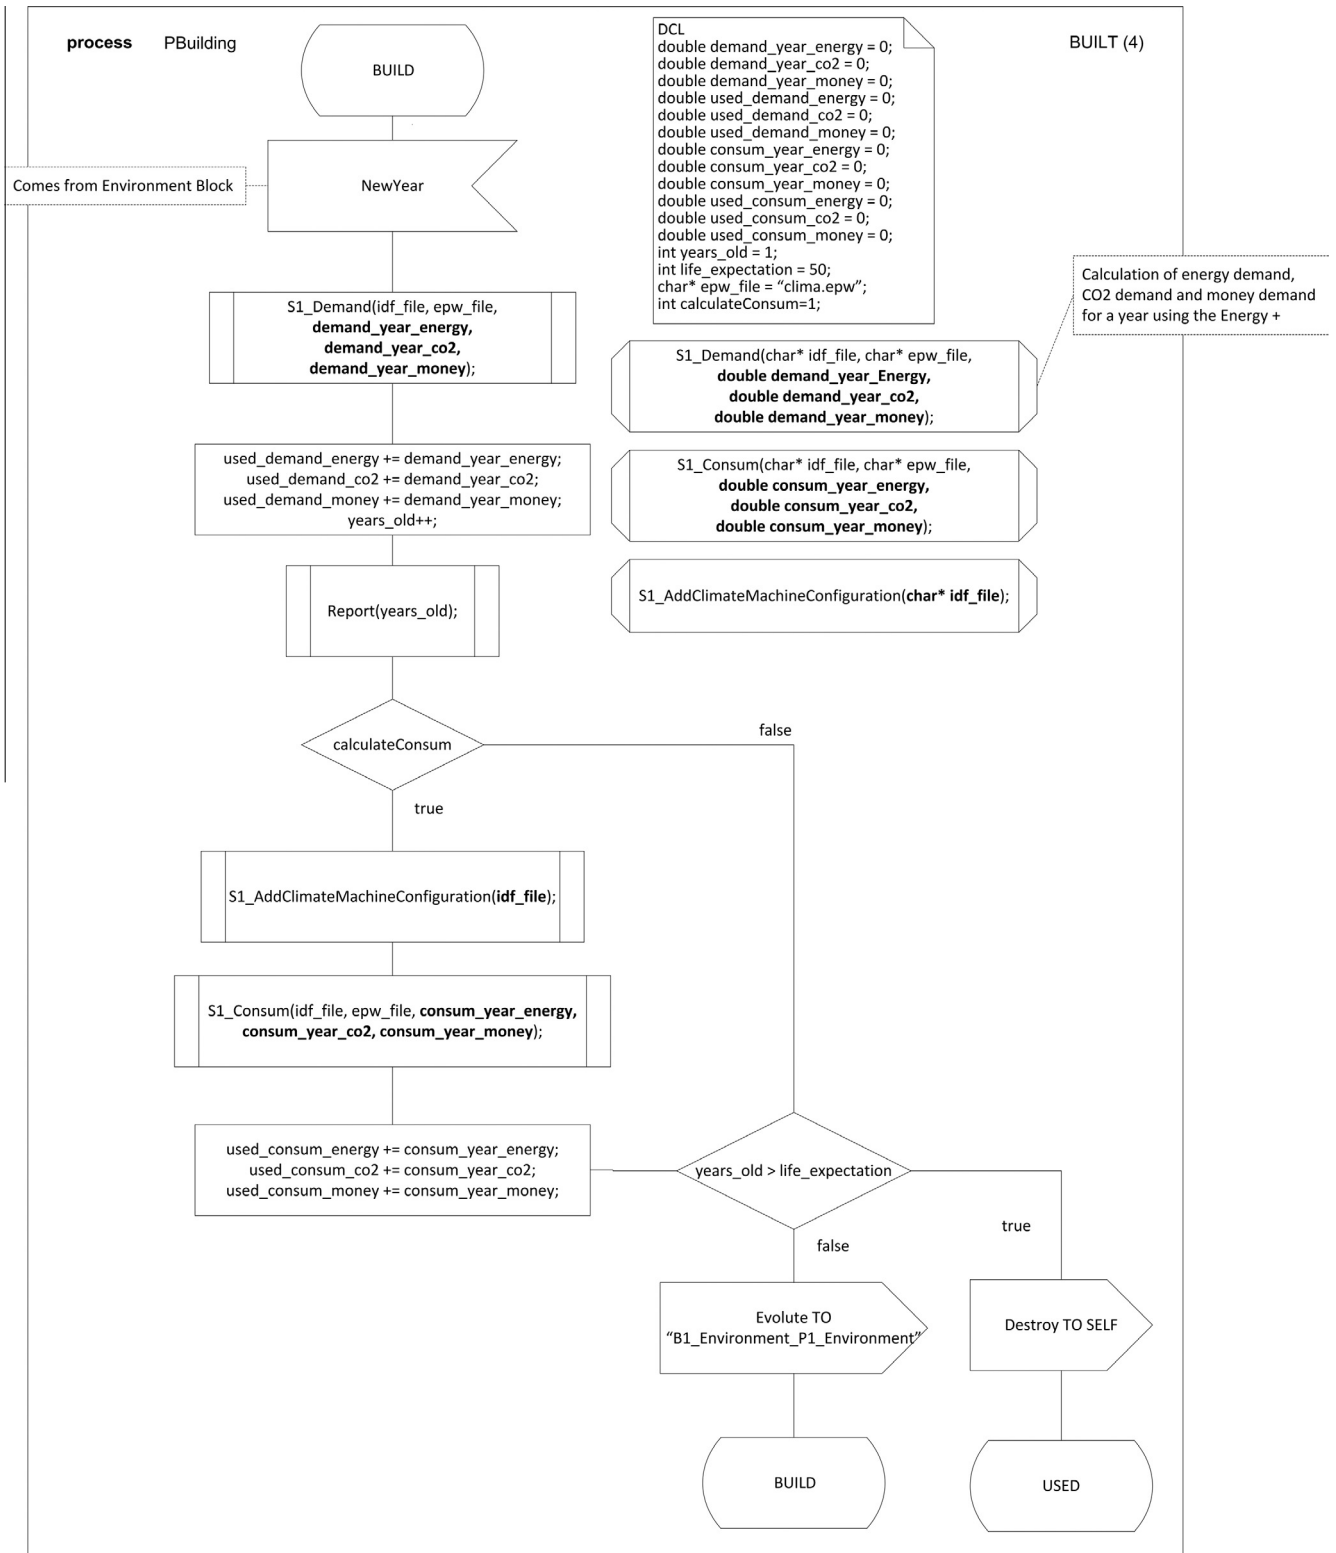 process PBuilding
BUILT (4)
BUILD
NewYear
Comes from Environment Block
DCL
double demand_year_energy = 0;
double demand_year_co2 = 0;
double demand_year_money = 0;
double used_demand_energy = 0;
double used_demand_co2 = 0;
double used_demand_money = 0;
double consum_year_energy = 0;
double consum_year_co2 = 0;
double consum_year_money = 0;
double used_consum_energy = 0;
double used_consum_co2 = 0;
double used_consum_money = 0;
int years_old = 1;
int life_expectation = 50;
char* epw_file = “clima.epw”;
int calculateConsum=1;
Calculation of energy demand,
CO2 demand and money demand
for a year using the Energy +
S1_Demand(idf_file, epw_file,
demand_year_energy,
demand_year_co2,
demand_year_money);
S1_Demand(char* idf_file, char* epw_file,
double demand_year_Energy,
double demand_year_co2,
double demand_year_money);
used_demand_energy += demand_year_energy;
used_demand_co2 += demand_year_co2;
used_demand_money += demand_year_money;
years_old++;
S1_Consum(char* idf_file, char* epw_file,
double consum_year_energy,
double consum_year_co2,
double consum_year_money);
Report(years_old);
S1_AddClimateMachineConfiguration(char* idf_file);
calculateConsum
false
true
S1_AddClimateMachineConfiguration(idf_file);
S1_Consum(idf_file, epw_file, consum_year_energy,
consum_year_co2, consum_year_money);
used_consum_energy += consum_year_energy;
used_consum_co2 += consum_year_co2;
used_consum_money += consum_year_money;
years_old > life_expectation
true
false
Evolute TO
“B1_Environment_P1_Environment”
Destroy TO SELF
BUILD
USED